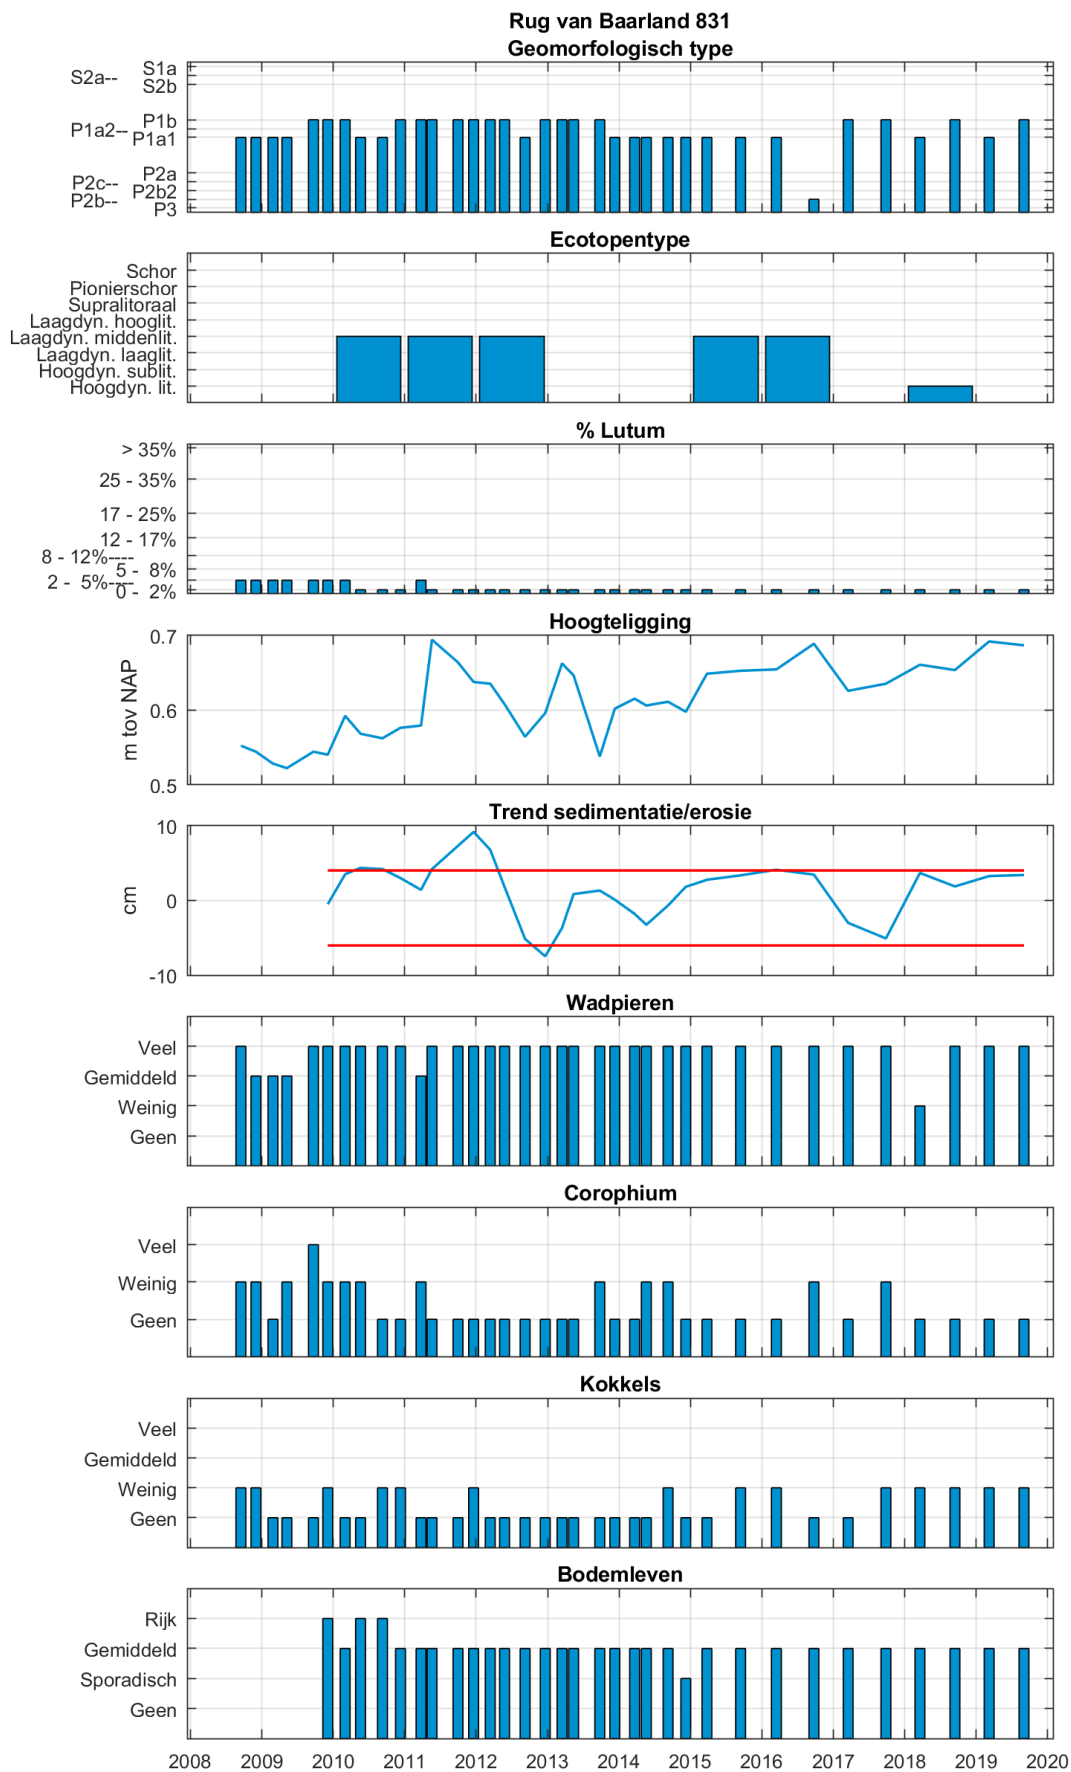 Rug van Baarland 831
Geomorfologisch type
S1a
S2a--
S2b
P1b
P1a2--
P1a1
P2a
P2c--
P2b2
P2b--
P3
Ecotopentype
Schor
Pionierschor
Supralitoraal
Laagdyn. hooglit.
Laagdyn. middenlit.
Laagdyn. laaglit.
Hoogdyn. sublit.
Hoogdyn. lit.
% Lutum
> 35%
25 - 35%
17 - 25%
12 - 17%
8 - 12%----
5 - 8%
2 - 5%----
0 - 2%
Hoogteligging
0.7
0.6
0.5
m tov NAP
Trend sedimentatie/erosie
10
0
-10
cm
Wadpieren
Veel
Gemiddeld
Weinig
Geen
Corophium
Veel
Weinig
Geen
Kokkels
Veel
Gemiddeld
Weinig
Geen
Bodemleven
Rijk
Gemiddeld
Sporadisch
Geen
2008 2009 2010 2011 2012 2013 2014 2015 2016 2017 2018 2019 2020